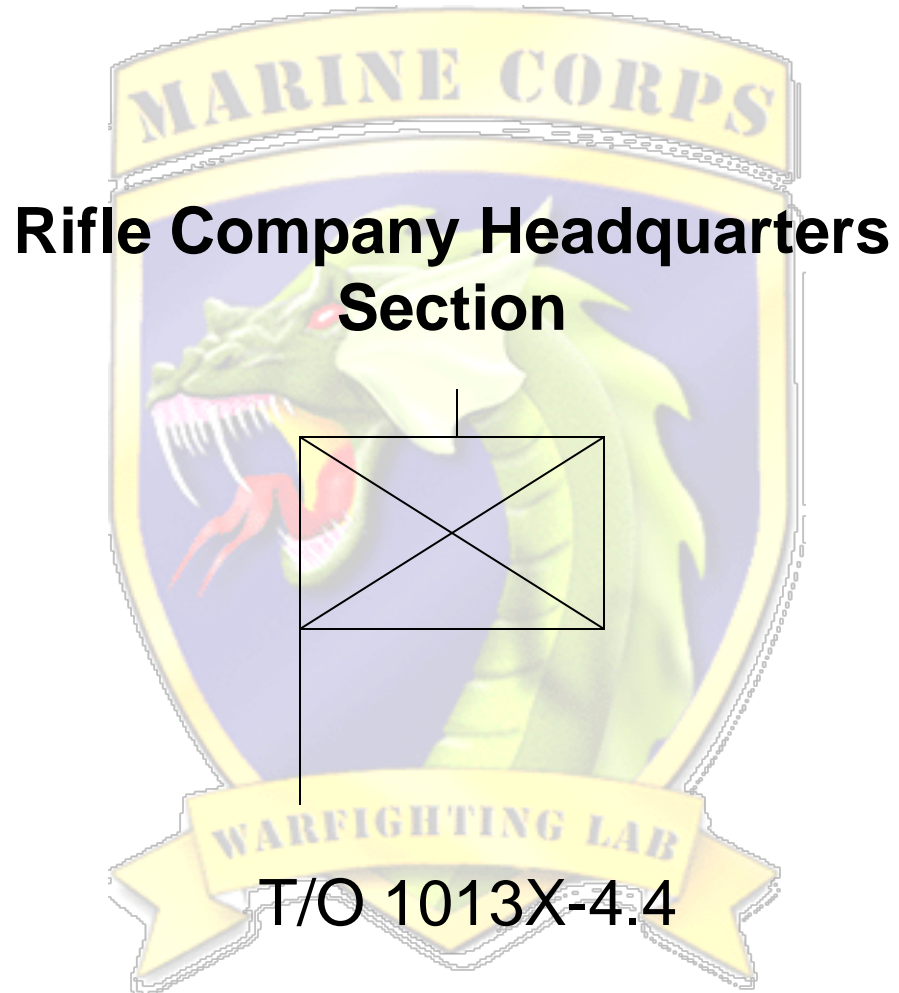 MARINE CORPS
Rifle Company Headquarters
Section
WARFIGHTING LAB
T/O 1013X-4.4